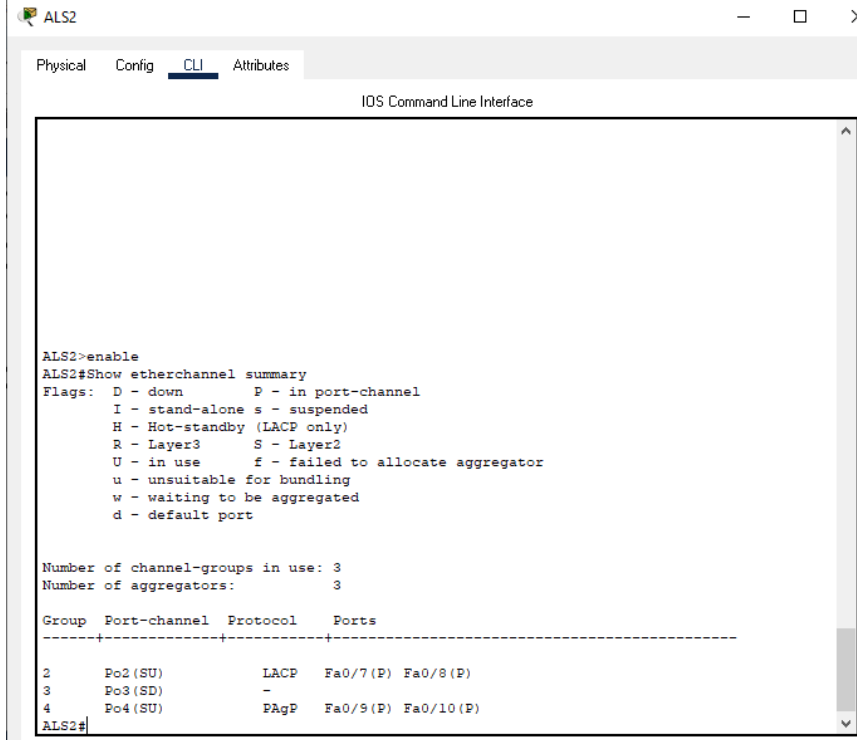 ALS2
Physical Config CLI Attributes
IOS Command Line Interface
ALS2>enable
ALS2#Show etherchannel summary
Flags:  D - down        P - in port-channel
        I - stand-alone s - suspended
        H - Hot-standby (LACP only)
        R - Layer3      S - Layer2
        U - in use      f - failed to allocate aggregator
        u - unsuitable for bundling
        w - waiting to be aggregated
        d - default port
Number of channel-groups in use: 3
Number of aggregators:           3
Group  Port-channel  Protocol    Ports
------+-------------+-----------+----------------------------------------------
2      Po2(SU)           LACP   Fa0/7(P) Fa0/8(P)
3      Po3(SD)           -
4      Po4(SU)           PAgP   Fa0/9(P) Fa0/10(P)
ALS2#